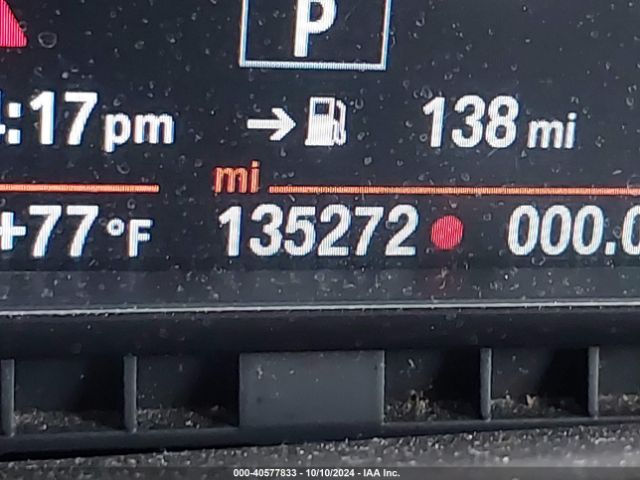 P
:17 pm → 138 mi
mi
+77 °F 135272 000.0
000-40577833 - 10/10/2024 - IAA Inc.